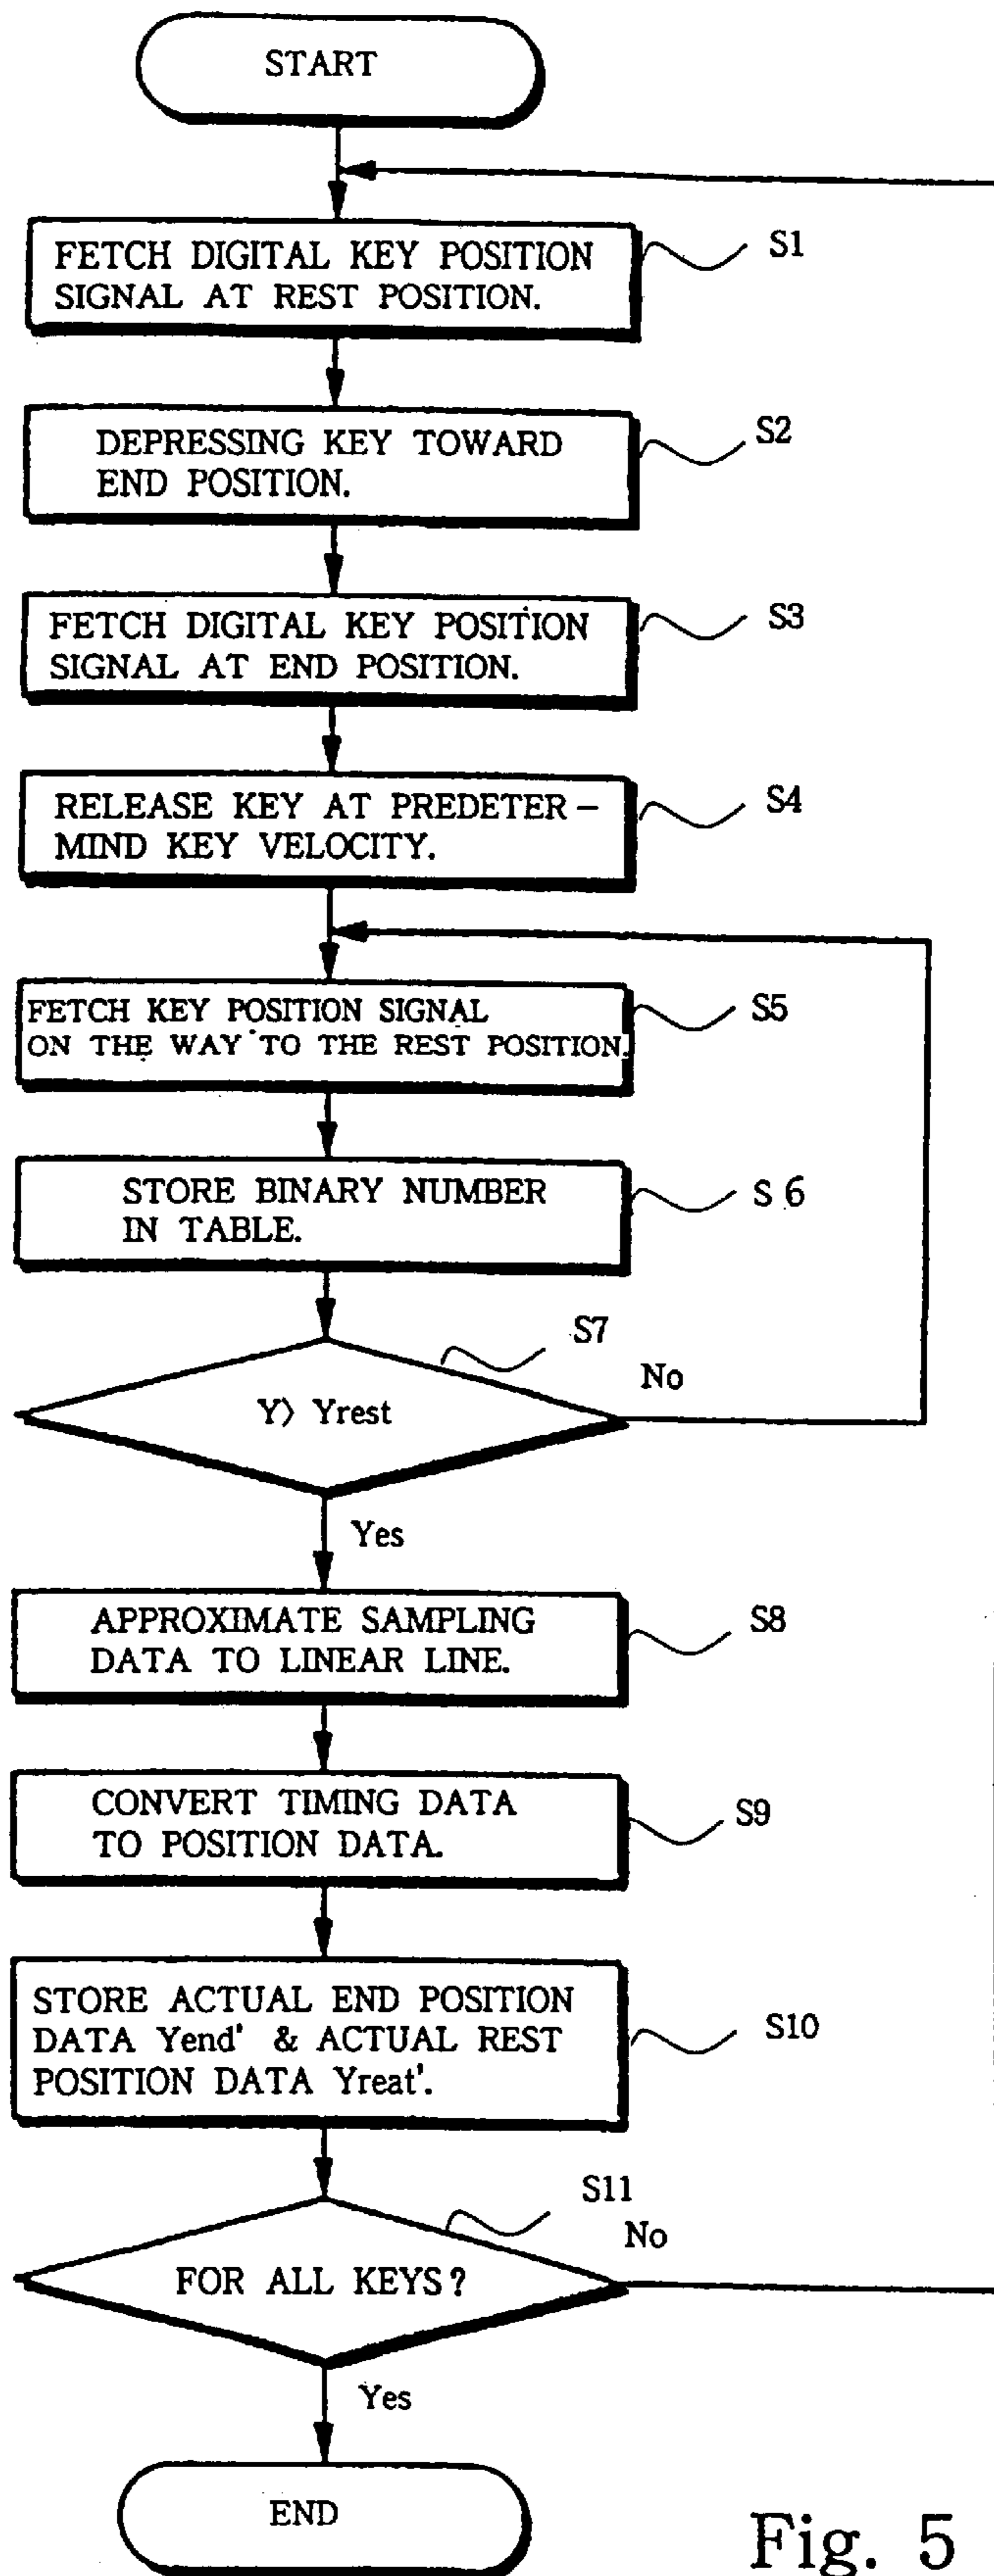 START
FETCH DIGITAL KEY POSITION
SIGNAL AT REST POSITION.
S1
DEPRESSING KEY TOWARD
END POSITION.
S2
FETCH DIGITAL KEY POSITION
SIGNAL AT END POSITION.
S3
RELEASE KEY AT PREDETER-
MIND KEY VELOCITY.
S4
FETCH KEY POSITION SIGNAL
ON THE WAY TO THE REST POSITION.
S5
STORE BINARY NUMBER
IN TABLE.
S6
S7
Y> Yrest
No
Yes
APPROXIMATE SAMPLING
DATA TO LINEAR LINE.
S8
CONVERT TIMING DATA
TO POSITION DATA.
S9
STORE ACTUAL END POSITION
DATA Yend' & ACTUAL REST
POSITION DATA Yreat'.
S10
S11
No
FOR ALL KEYS?
Yes
END
Fig. 5